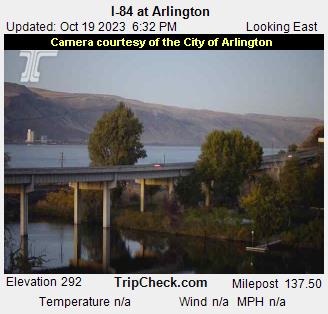 I-84 at Arlington
Updated: Oct 19 2023 6:32 PM Looking East
Camera courtesy of the City of Arlington
Elevation 292 TripCheck.com Milepost 137.50
Temperature n/a Wind n/a MPH n/a